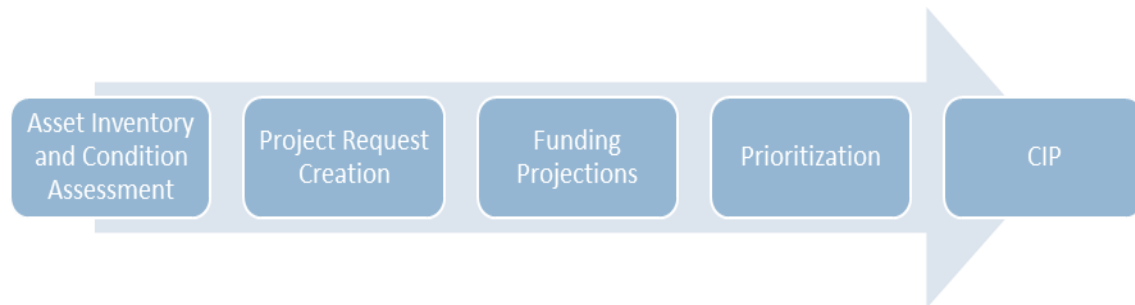 Asset Inventory
and Condition
Assessment
Project Request
Creation
Funding
Projections
Prioritization
CIP